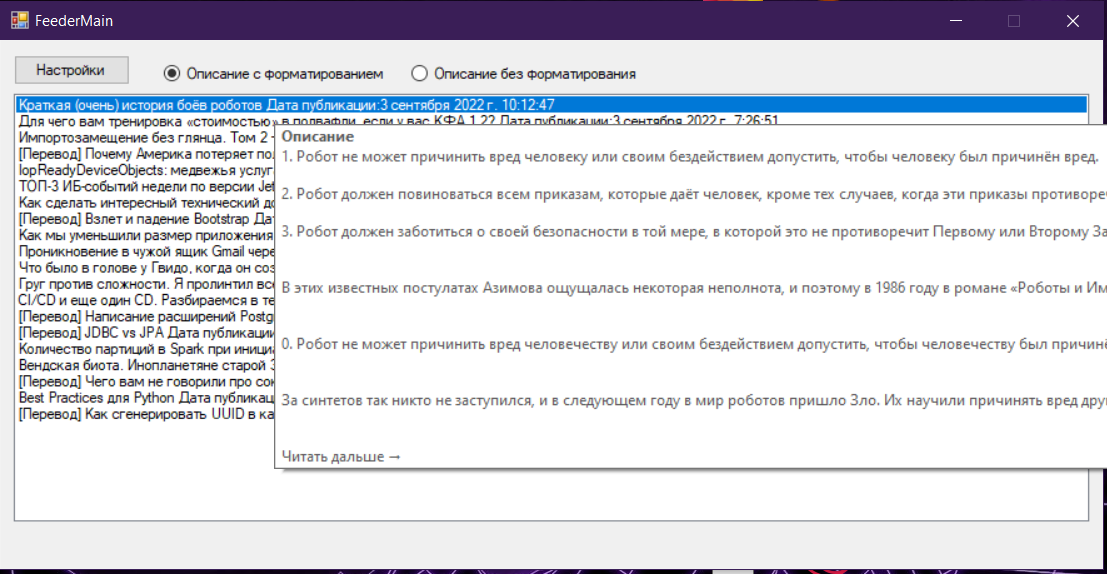 FeederMain
Настройки
Описание с форматированием
Описание без форматирования
Краткая (очень) история боёв роботов Дата публикации:3 сентября 2022 г. 10:12:47
Для чего вам тренировка «стоимостью» в полвафли, если у вас КФА 1.2? Дата публикации:3 сентября 2022 г. 7:26:51
Импортозамещение без глянца. Том 2
[Перевод] Почему Америка потеряет
IopReadyDeviceObjects: медвежья услуг
ТОП-3 ИБ-событий недели по версии Jet
Как сделать интересный технический
[Перевод] Взлет и падение Bootstrap Дат
Как мы уменьшили размер приложения
Проникновение в чужой ящик Gmail чере
Что было в голове у Гвидо, когда он соз
Груг против сложности. Я пролинтил все
CI/CD и еще один CD. Разбираемся в те
[Перевод] Написание расширений Postg
[Перевод] JDBC vs JPA Дата публикации
Количество партиций в Spark при иници
Вендская биота. Инопланетяне старой
[Перевод] Чего вам не говорили про сок
Best Practices для Python Дата публикац
[Перевод] Как сгенерировать UUID в ка
Описание
1. Робот не может причинить вред человеку или своим бездействием допустить, чтобы человеку был причинён вред.
2. Робот должен повиноваться всем приказам, которые даёт человек, кроме тех случаев, когда эти приказы противоре
3. Робот должен заботиться о своей безопасности в той мере, в которой это не противоречит Первому или Второму За
В этих известных постулатах Азимова ощущалась некоторая неполнота, и поэтому в 1986 году в романе «Роботы и Им
0. Робот не может причинить вред человечеству или своим бездействием допустить, чтобы человечеству был причинё
За синтетов так никто не заступился, и в следующем году в мир роботов пришло Зло. Их научили причинять вред дру
Читать дальше →